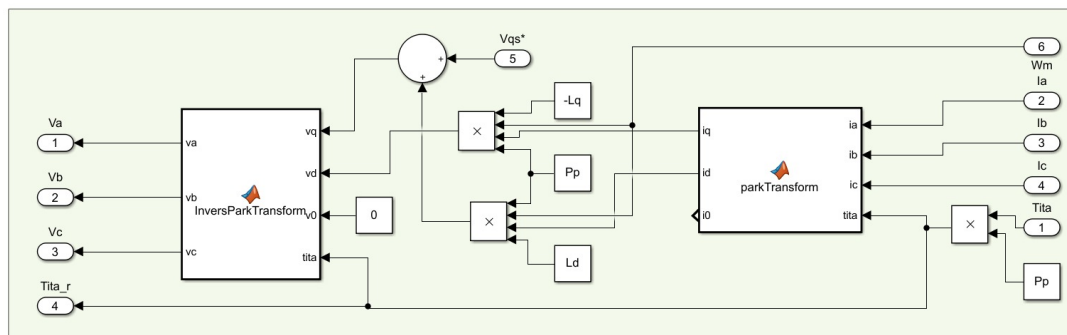 Vqs*
5
6
Wm
Ia
2
-Lq
Va
1
va
vq
iq
ia
Ib
3
ib
×
Vb
2
vb
vd
InversParkTransform
v0
0
Pp
id
parkTransform
ic
Ic
4
×
i0
tita
×
Tita
1
Vc
3
vc
tita
Ld
Pp
Tita_r
4